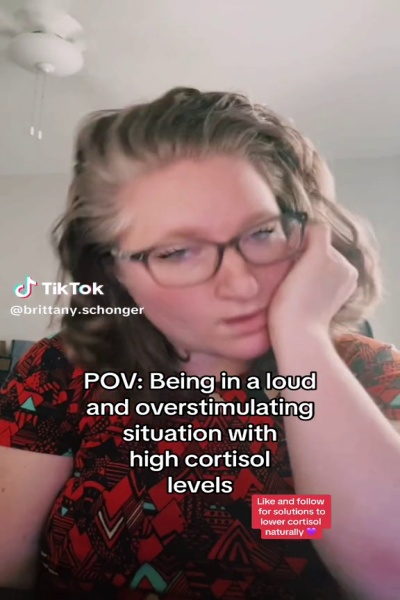 TikTok
@brittany.schonger
POV: Being in a loud
and overstimulating
situation with
high cortisol
levels
Like and follow
for solutions to
lower cortisol
naturally 💜